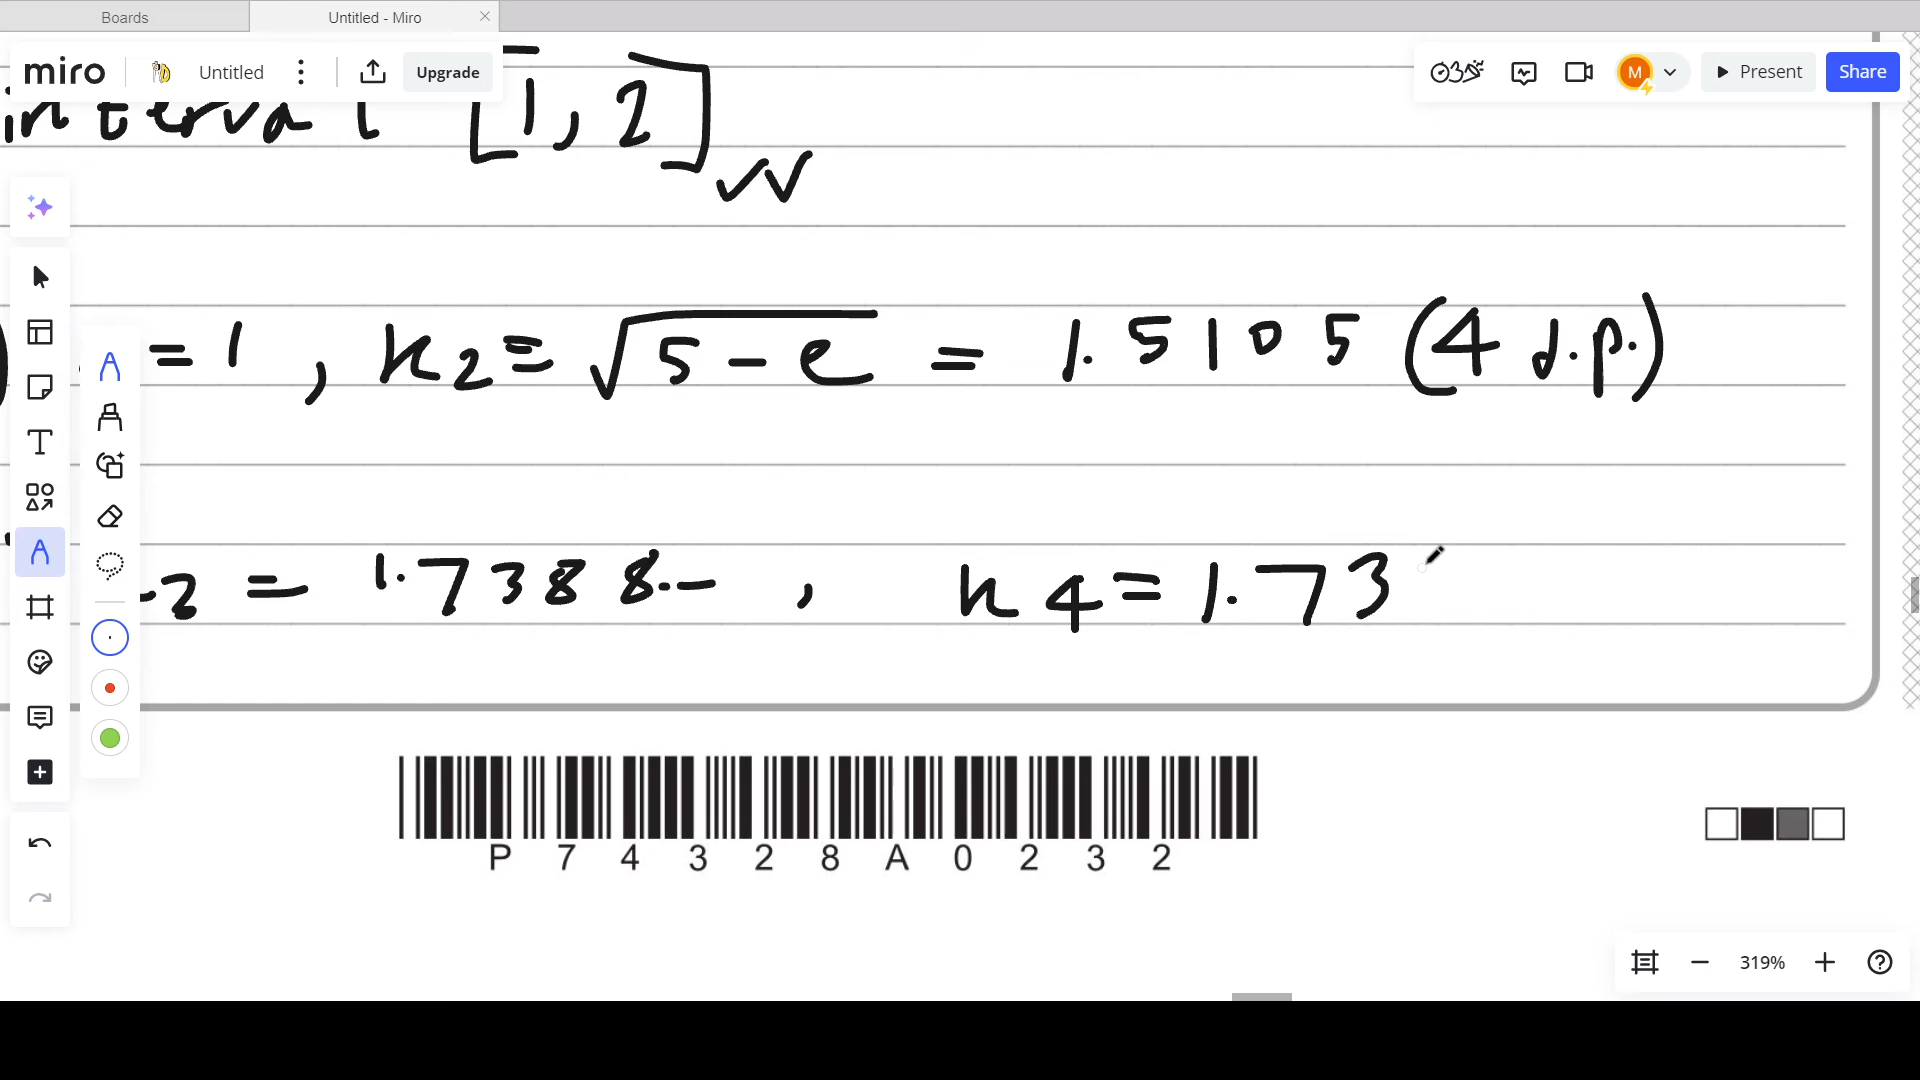 Boards
Untitled - Miro
miro Untitled Upgrade
Present Share
M
interval [1, 2]
= 1 , x2 = √5 - e = 1.5105 (4 d.p.)
-2 = 1.7388.. , x4 = 1.73
P 7 4 3 2 8 A 0 2 3 2
319%